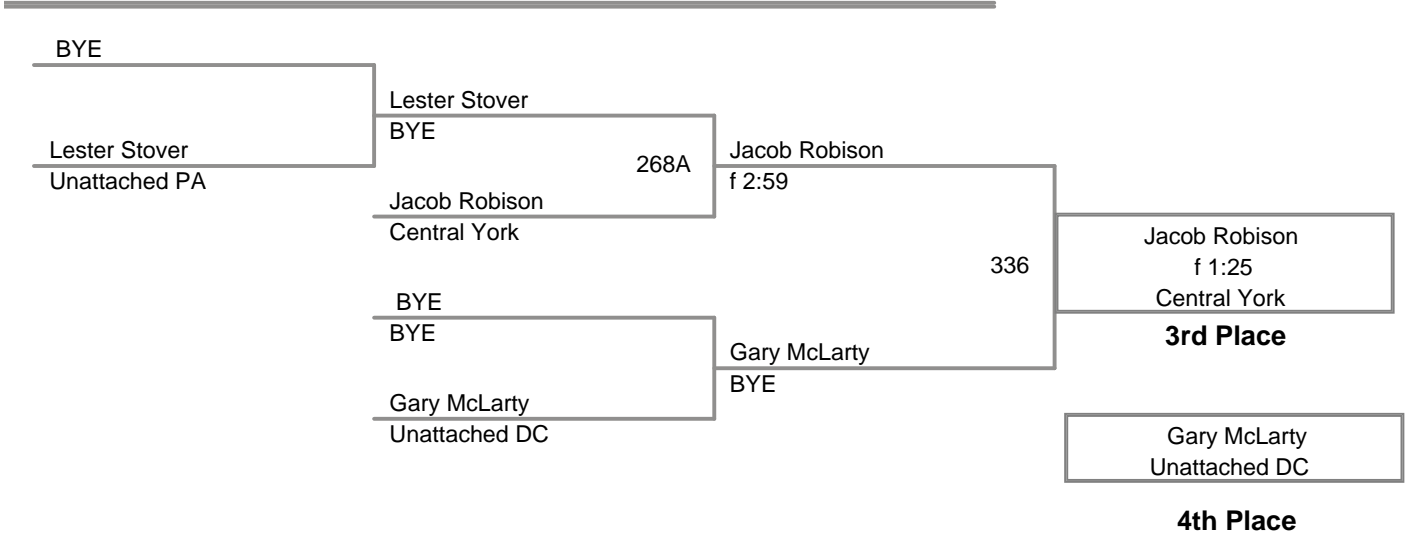 BYE
Lester Stover
Unattached PA
Lester Stover
BYE
268A
Jacob Robison
Central York
Jacob Robison
f 2:59
BYE
BYE
Gary McLarty
Unattached DC
Gary McLarty
BYE
336
Jacob Robison
f 1:25
Central York
3rd Place
Gary McLarty
Unattached DC
4th Place